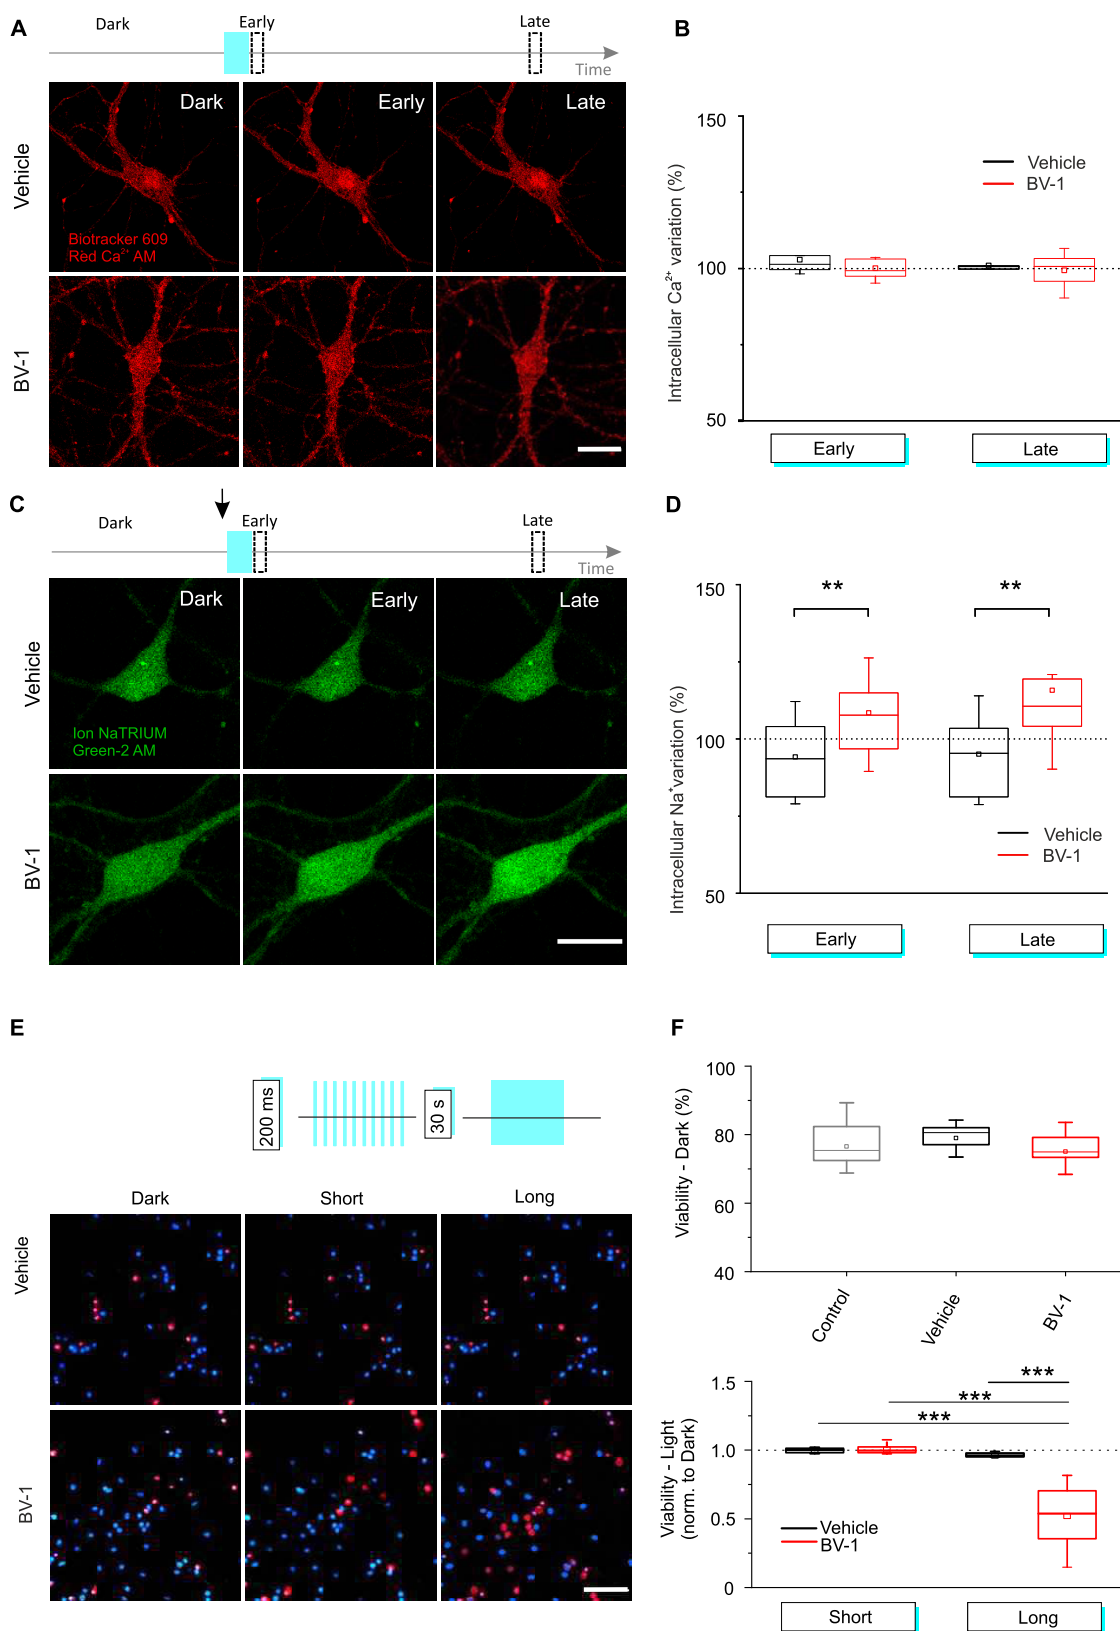 A
Dark
Early
Late
Time
Dark
Early
Late
Vehicle
Biotracker 609
Red Ca²⁺ AM
BV-1
B
150
100
50
Intracellular Ca²⁺ variation (%)
Vehicle
BV-1
Early
Late
C
Dark
Early
Late
Time
Dark
Early
Late
Vehicle
Ion NaTRIUM
Green-2 AM
BV-1
D
150
100
50
Intracellular Na⁺ variation (%)
**
**
Vehicle
BV-1
Early
Late
E
200 ms
30 s
Dark
Short
Long
Vehicle
BV-1
F
100
80
60
40
Viability - Dark (%)
Control
Vehicle
BV-1
1.5
1.0
0.5
0
Viability - Light
(norm. to Dark)
***
***
***
Vehicle
BV-1
Short
Long